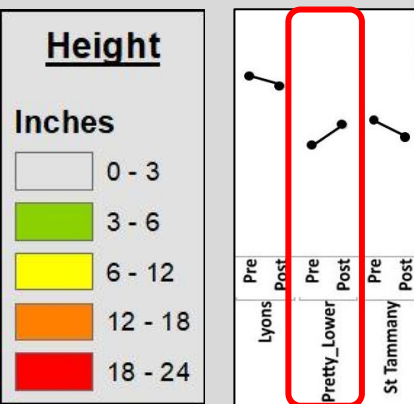 Height
Inches
0 - 3
3 - 6
6 - 12
12 - 18
18 - 24
Pre
Post
Pre
Post
Pre
Post
Lyons
Pretty_Lower
St Tammany